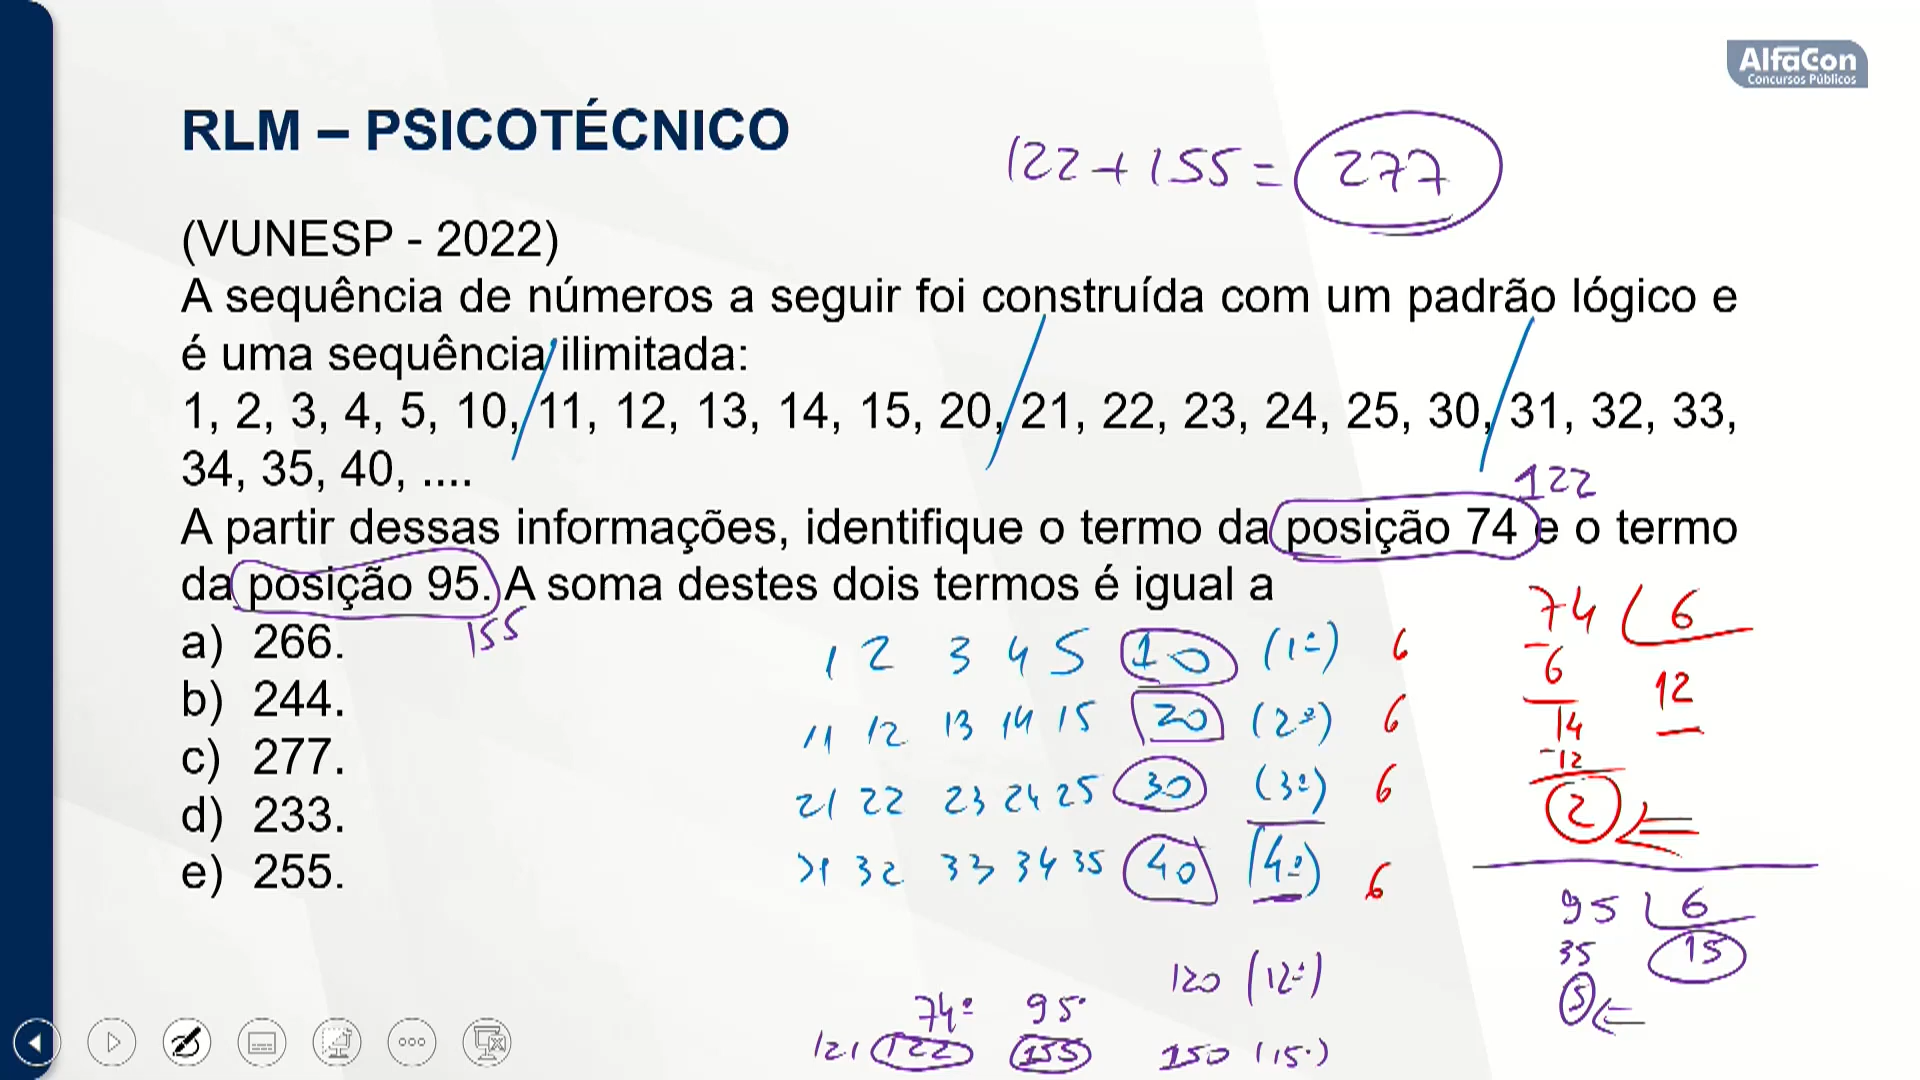 AlfaCon
Concursos Públicos
RLM – PSICOTÉCNICO
122 + 155 = 277
(VUNESP - 2022)
A sequência de números a seguir foi construída com um padrão lógico e
é uma sequência ilimitada:
1, 2, 3, 4, 5, 10, 11, 12, 13, 14, 15, 20, 21, 22, 23, 24, 25, 30, 31, 32, 33,
34, 35, 40, ....
122
A partir dessas informações, identifique o termo da posição 74 e o termo
da posição 95. A soma destes dois termos é igual a
155
a) 266.
b) 244.
c) 277.
d) 233.
e) 255.
1 2 3 4 5 10 (1º) 6
11 12 13 14 15 20 (2º) 6
21 22 23 24 25 30 (3º) 6
31 32 33 34 35 40 (4º) 6
120 (12º)
74º 95º
121 122 155 150 (15º)
74 6
-6 12
14
-12
2
95 6
35 15
5